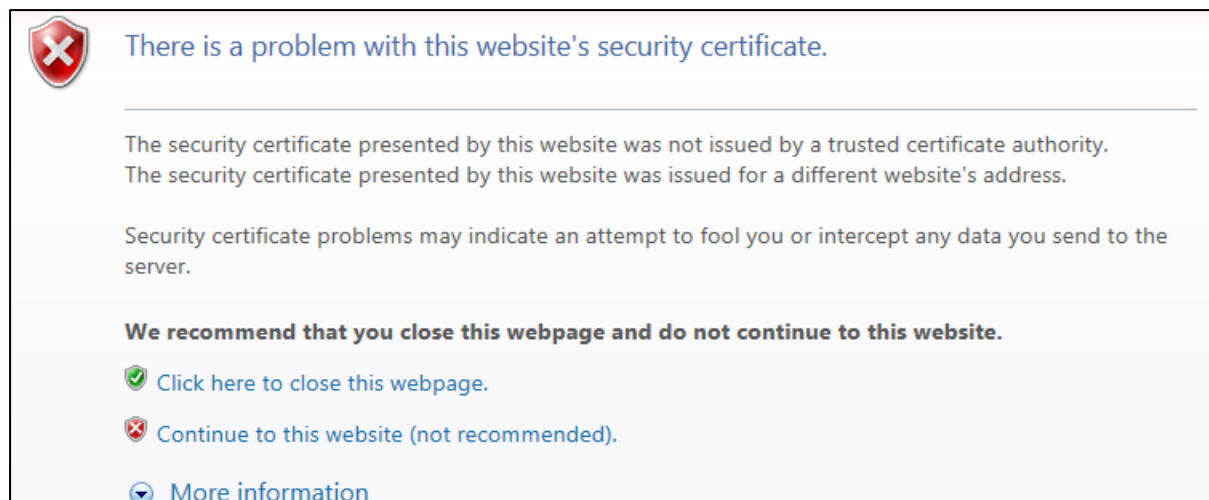 There is a problem with this website's security certificate.
The security certificate presented by this website was not issued by a trusted certificate authority.
The security certificate presented by this website was issued for a different website's address.
Security certificate problems may indicate an attempt to fool you or intercept any data you send to the
server.
We recommend that you close this webpage and do not continue to this website.
Click here to close this webpage.
Continue to this website (not recommended).
More information